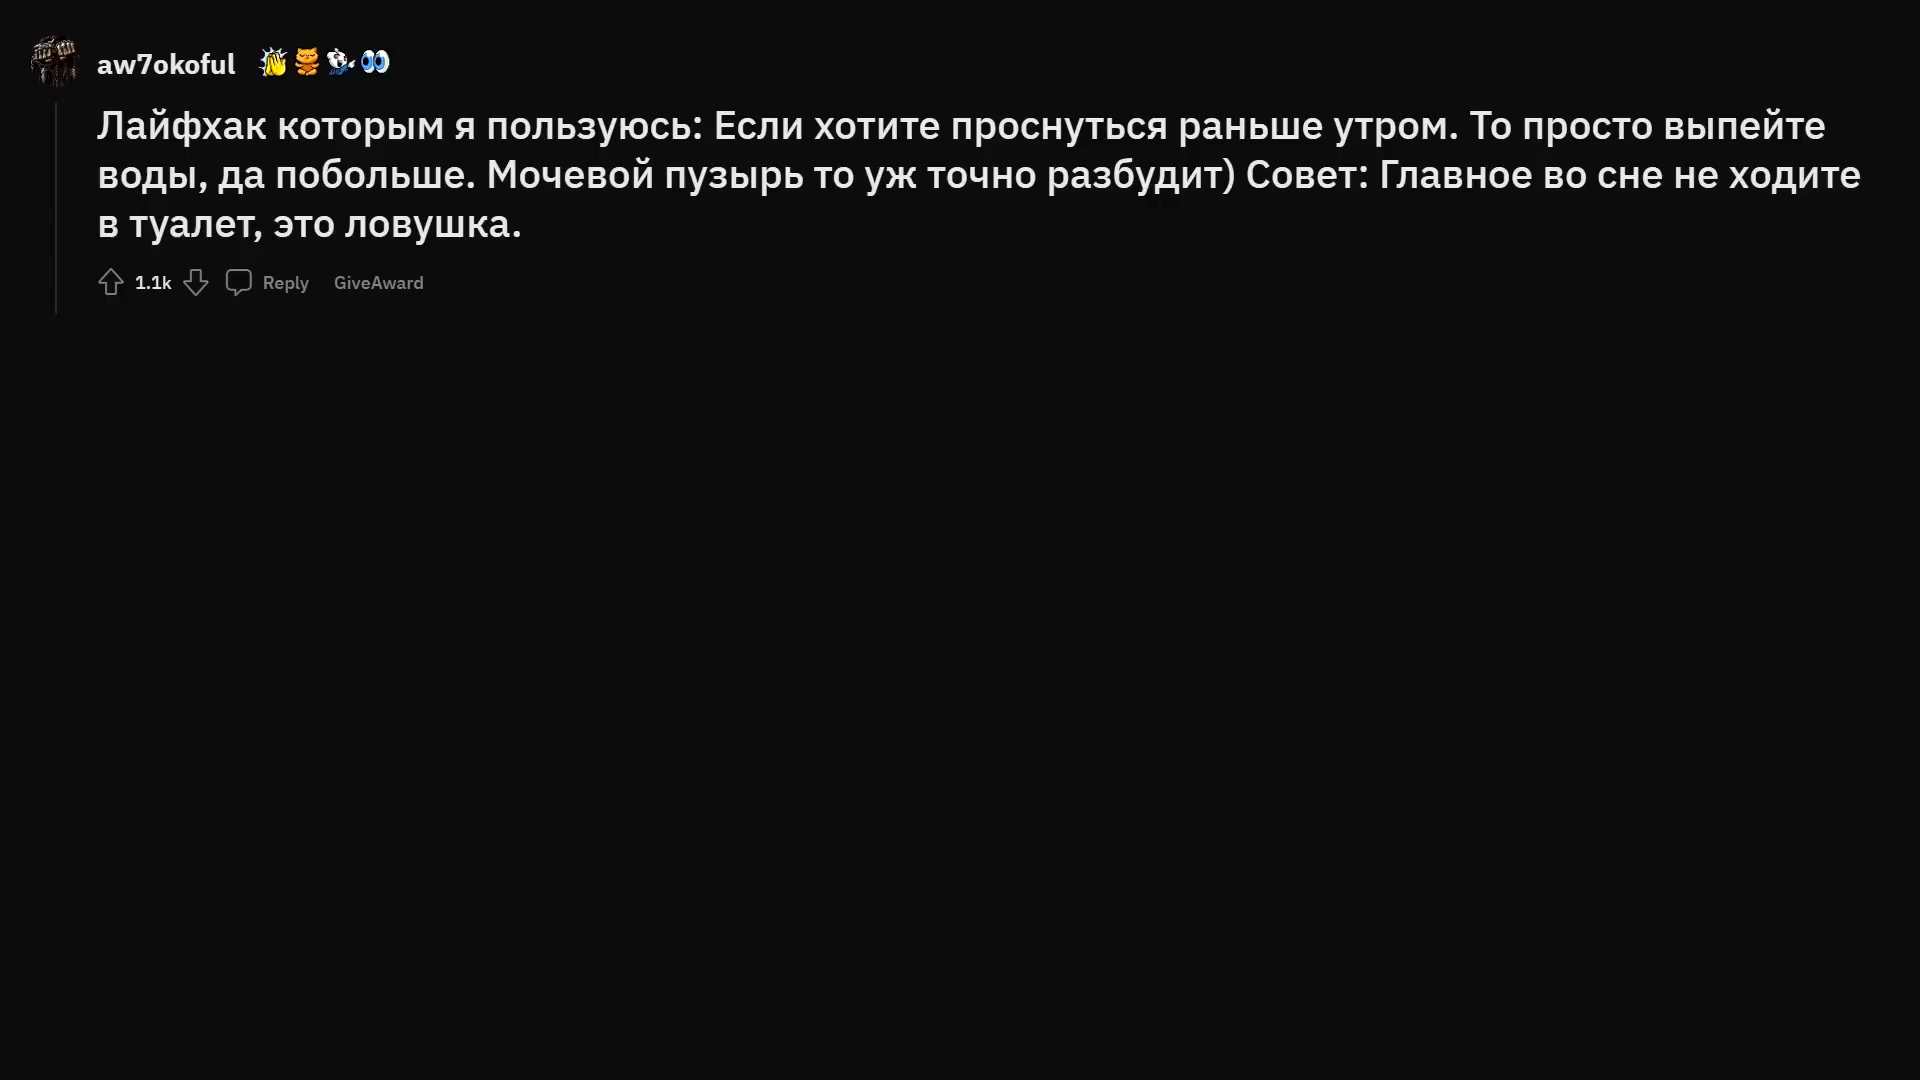 aw7okoful
Лайфхак которым я пользуюсь: Если хотите проснуться раньше утром. То просто выпейте
воды, да побольше. Мочевой пузырь то уж точно разбудит) Совет: Главное во сне не ходите
в туалет, это ловушка.
1.1k Reply GiveAward